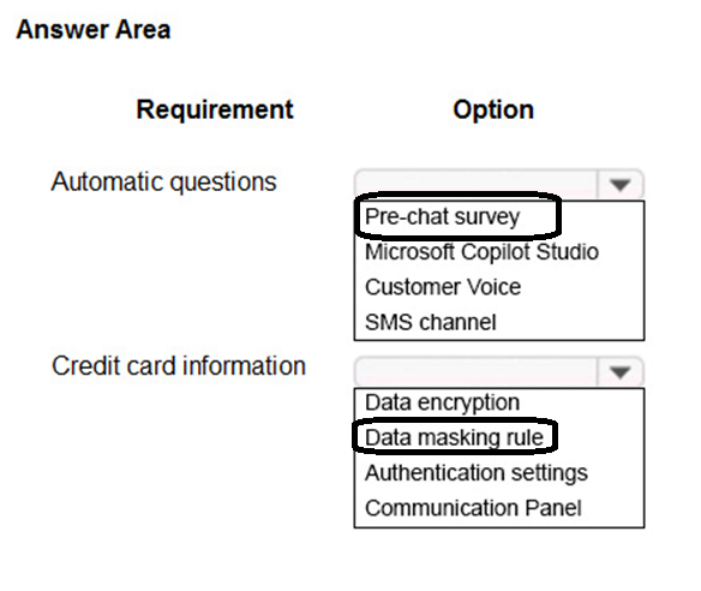 Answer Area
Requirement Option
Automatic questions
Pre-chat survey
Microsoft Copilot Studio
Customer Voice
SMS channel
Credit card information
Data encryption
Data masking rule
Authentication settings
Communication Panel